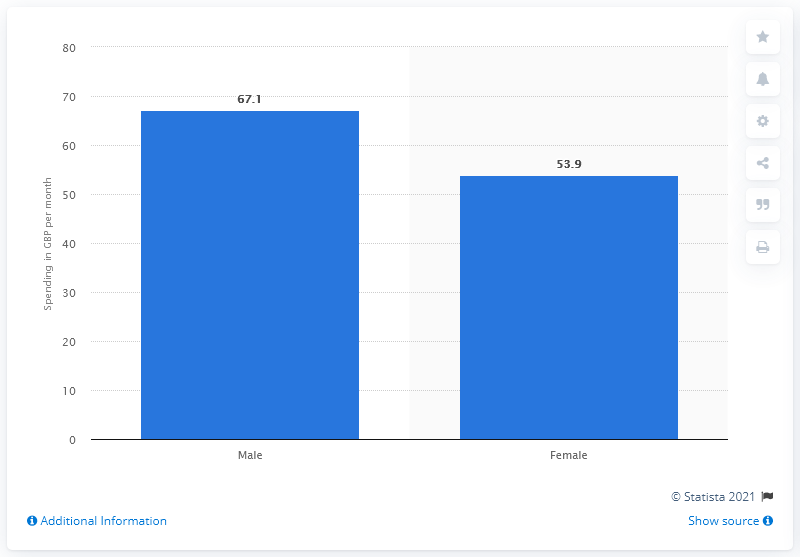 80
70
60
50
40
30
20
10
0
Spending in GBP per month
67.1
53.9
Male
Female
© Statista 2021
Additional Information
Show source